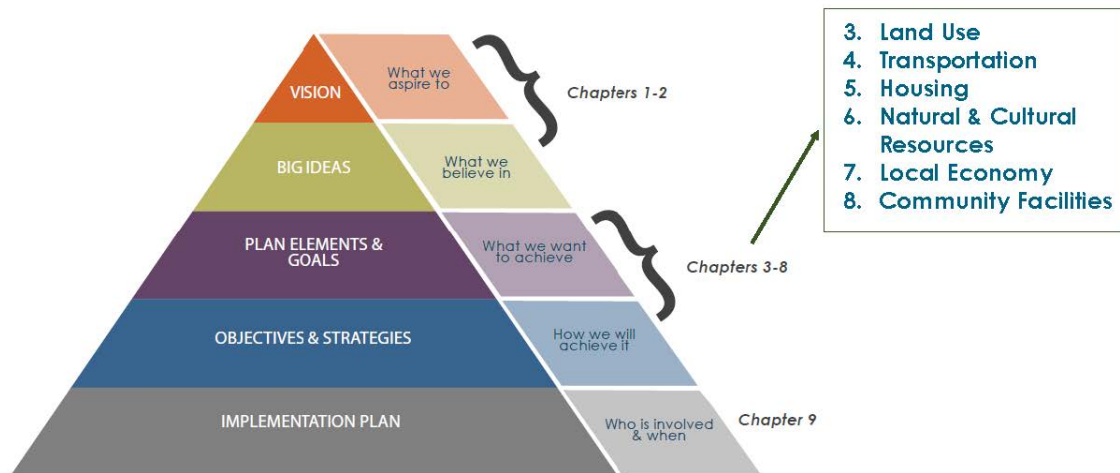 VISION
What we
aspire to
Chapters 1-2
BIG IDEAS
What we
believe in
PLAN ELEMENTS &
GOALS
What we want
to achieve
Chapters 3-8
OBJECTIVES & STRATEGIES
How we will
achieve it
IMPLEMENTATION PLAN
Who is involved
& when
Chapter 9
3. Land Use
4. Transportation
5. Housing
6. Natural & Cultural
Resources
7. Local Economy
8. Community Facilities